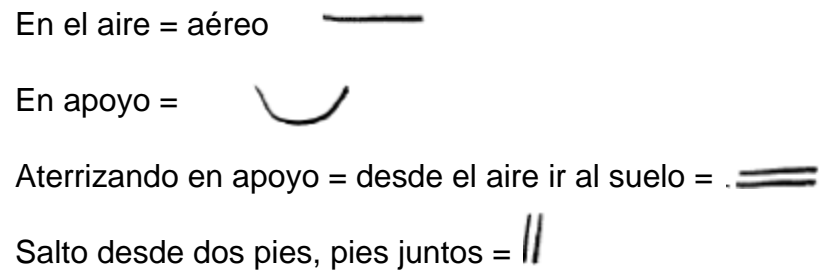 En el aire = aéreo
En apoyo =
Aterrizando en apoyo = desde el aire ir al suelo =
Salto desde dos pies, pies juntos =